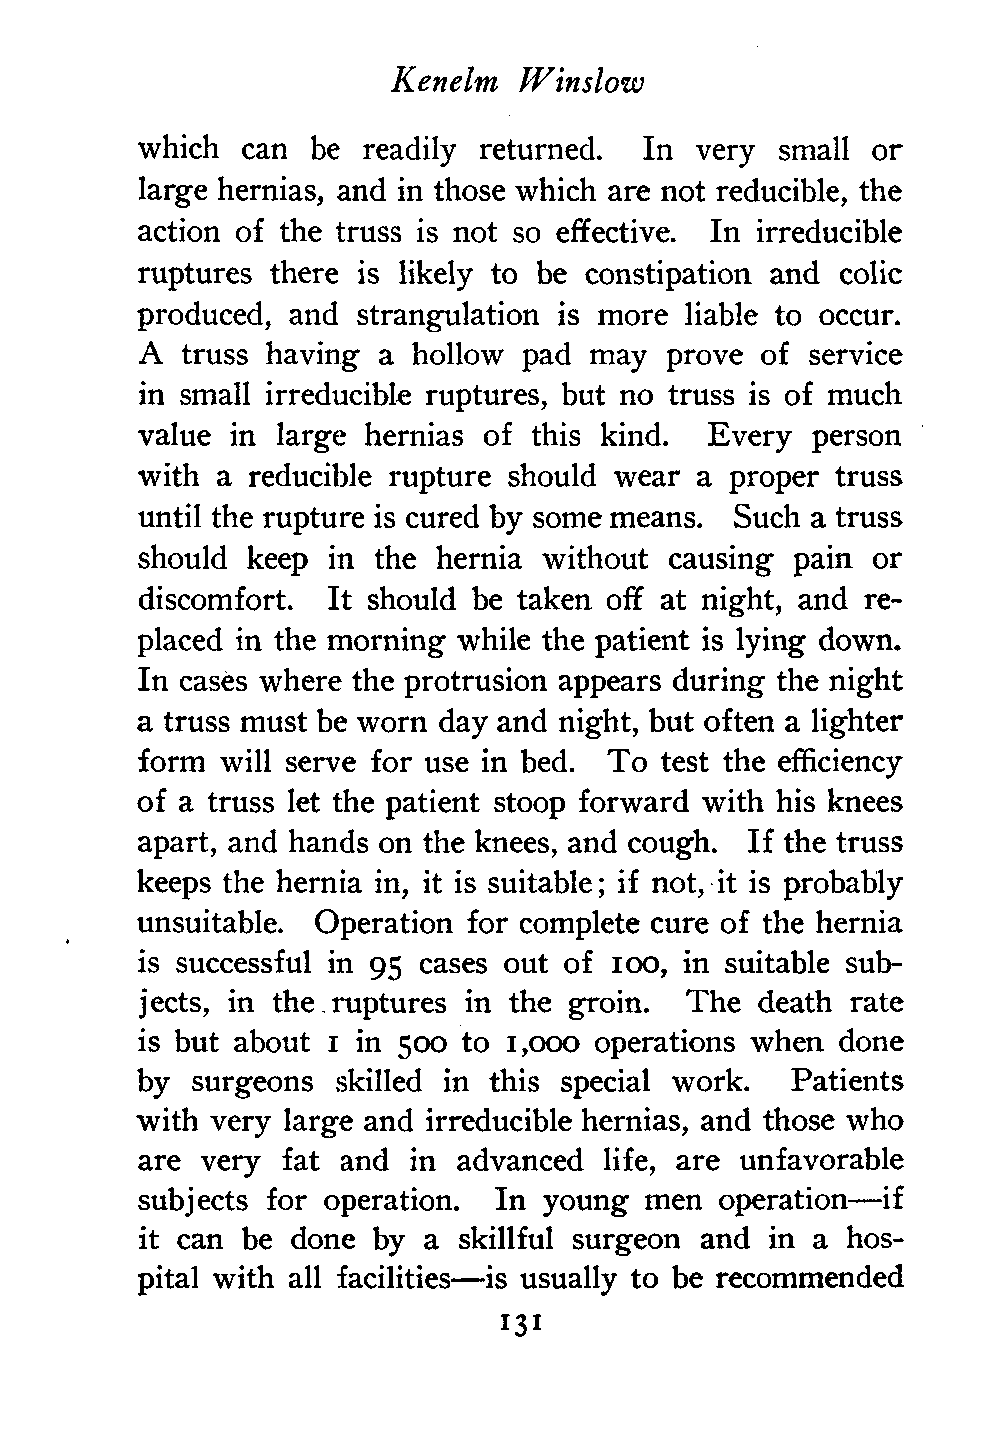 Kenelm Winslow
which can be readily returned. In very small or
large hernias, and in those which are not reducible, the
action of the truss is not so effective. In irreducible
ruptures there is likely to be constipation and colic
produced, and strangulation is more liable to occur.
A truss having a hollow pad may prove of service
in small irreducible ruptures, but no truss is of much
value in large hernias of this kind. Every person
with a reducible rupture should wear a proper truss
until the rupture is cured by some means. Such a truss
should keep in the hernia without causing pain or
discomfort. It should be taken off at night, and re-
placed in the morning while the patient is lying down.
In cases where the protrusion appears during the night
a truss must be worn day and night, but often a lighter
form will serve for use in bed. To test the efficiency
of a truss let the patient stoop forward with his knees
apart, and hands on the knees, and cough. If the truss
keeps the hernia in, it is suitable; if not, it is probably
unsuitable. Operation for complete cure of the hernia
is successful in 95 cases out of 100, in suitable sub-
jects, in the ruptures in the groin. The death rate
is but about 1 in 500 to 1,000 operations when done
by surgeons skilled in this special work. Patients
with very large and irreducible hernias, and those who
are very fat and in advanced life, are unfavorable
subjects for operation. In young men operation—if
it can be done by a skillful surgeon and in a hos-
pital with all facilities—is usually to be recommended
131